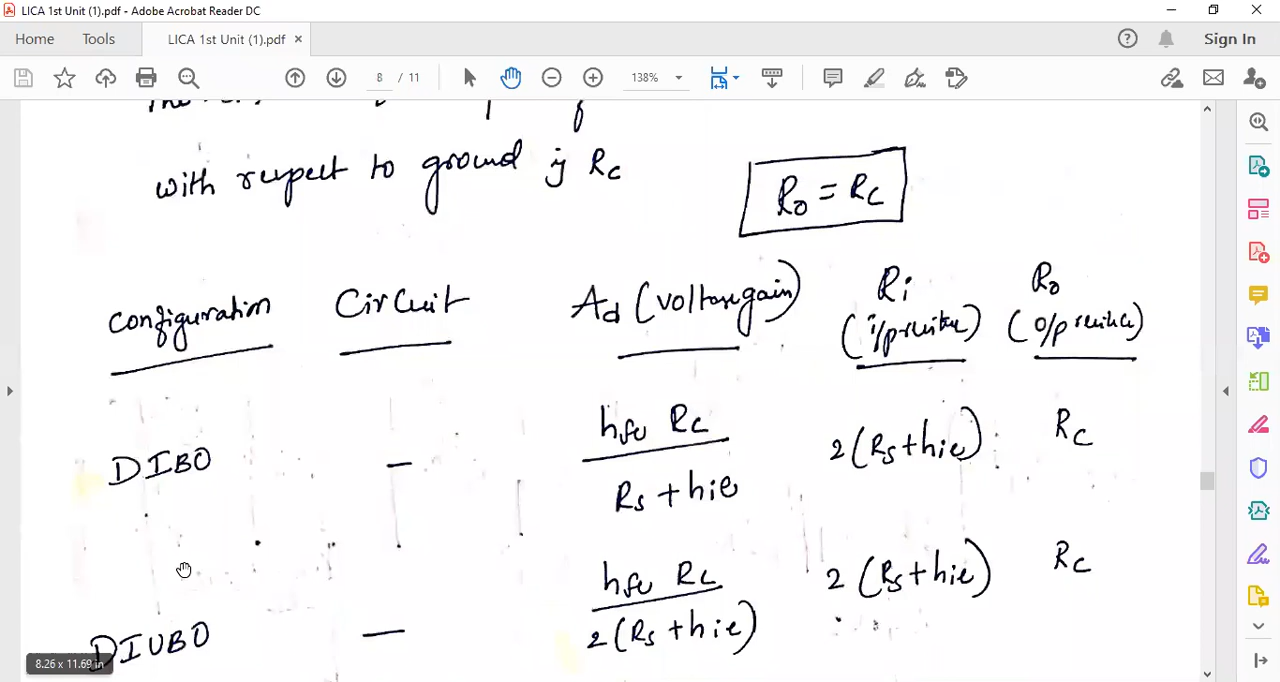 LICA 1st Unit (1).pdf - Adobe Acrobat Reader DC
Home Tools LICA 1st Unit (1).pdf × Sign In
8 / 11 138%
with respect to ground is Rc
Ro = Rc
Configuration Circuit Ad (voltage gain) Ri Ro
(i/p resistance) (o/p resistance)
DIBO — hfe Rc 2(Rs + hie) Rc
Rs + hie
DIUBO — hfe Rc 2(Rs + hie) Rc
2(Rs + hie)
8.26 x 11.69 in